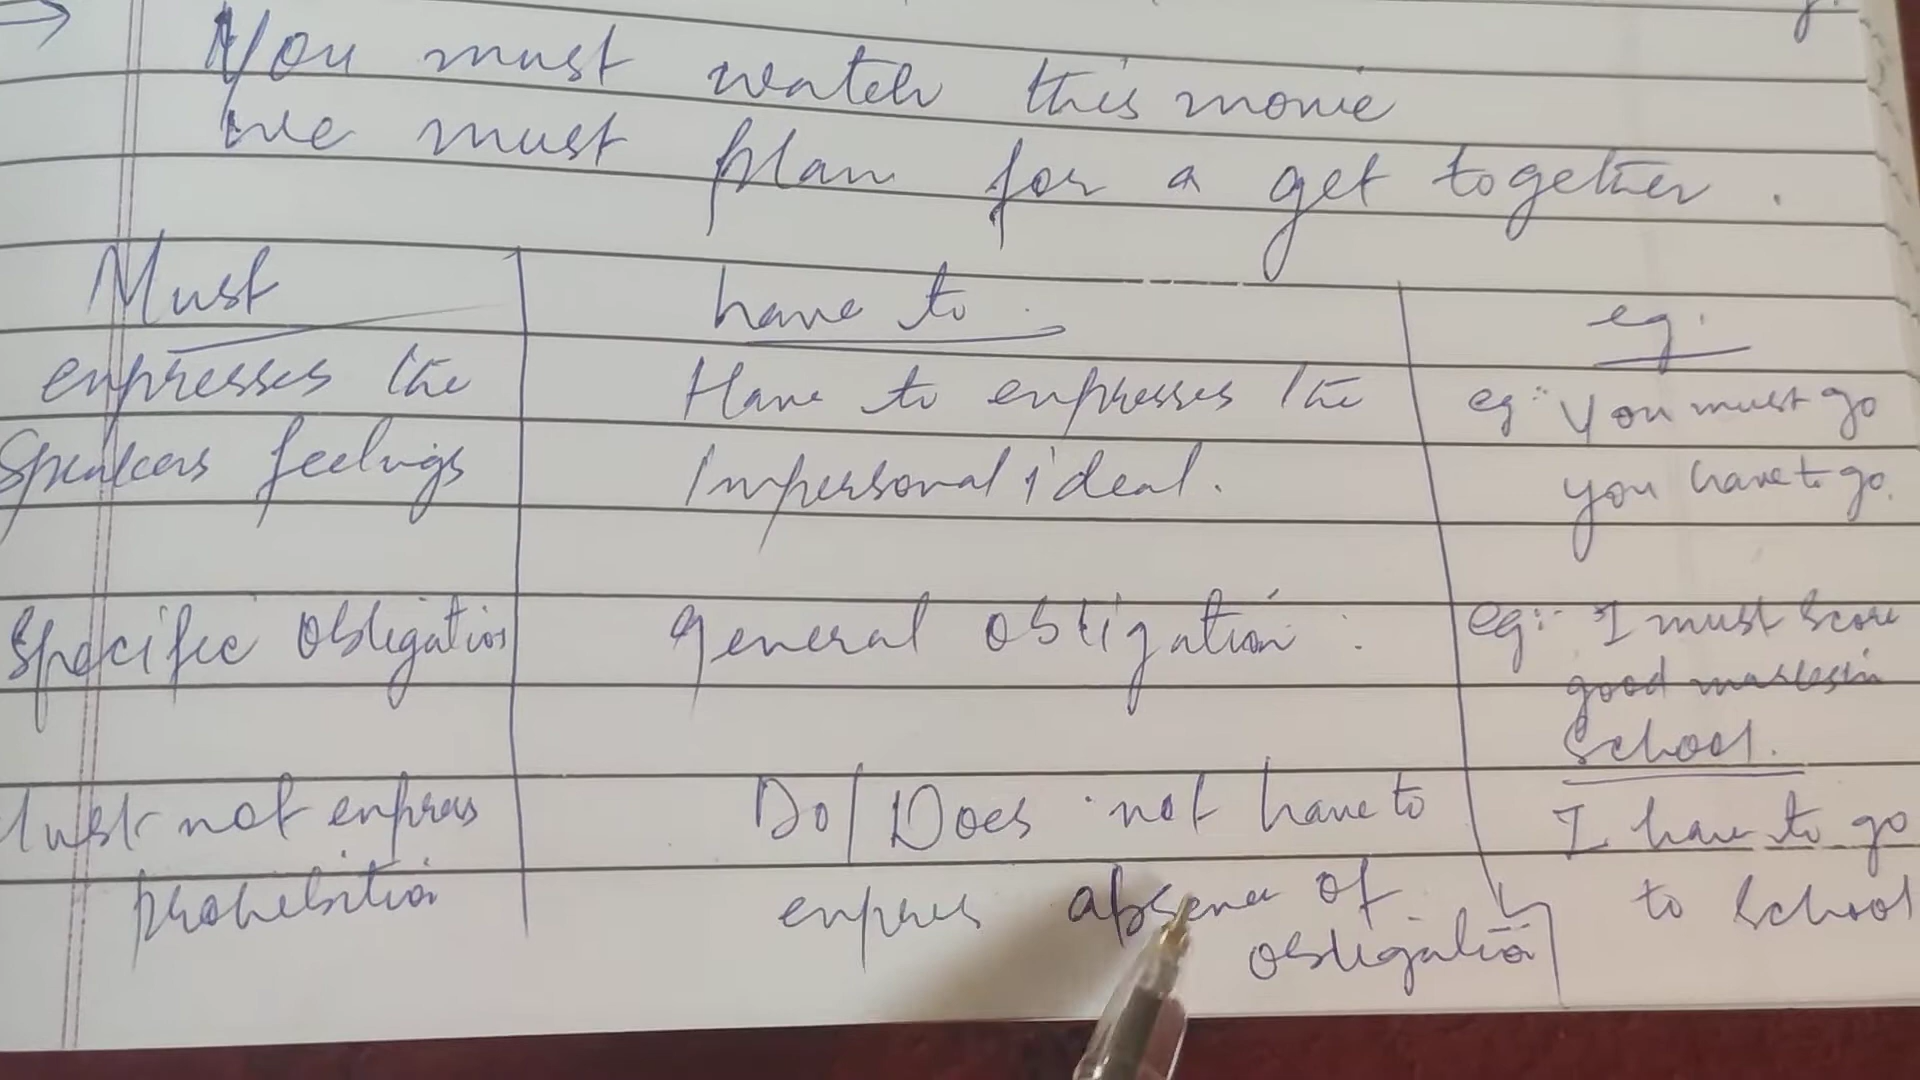 You must watch this movie
We must plan for a get together.
Must
have to
eg.
expresses the
Speakers feelings
Have to expresses the
Impersonal ideal.
eg:- You must go
you have to go.
Specific obligation
general obligation:
eg:- I must score
good marks in
School.
Must not express
prohibition
Do/Does not have to
express absence of
obligation
I have to go
to School